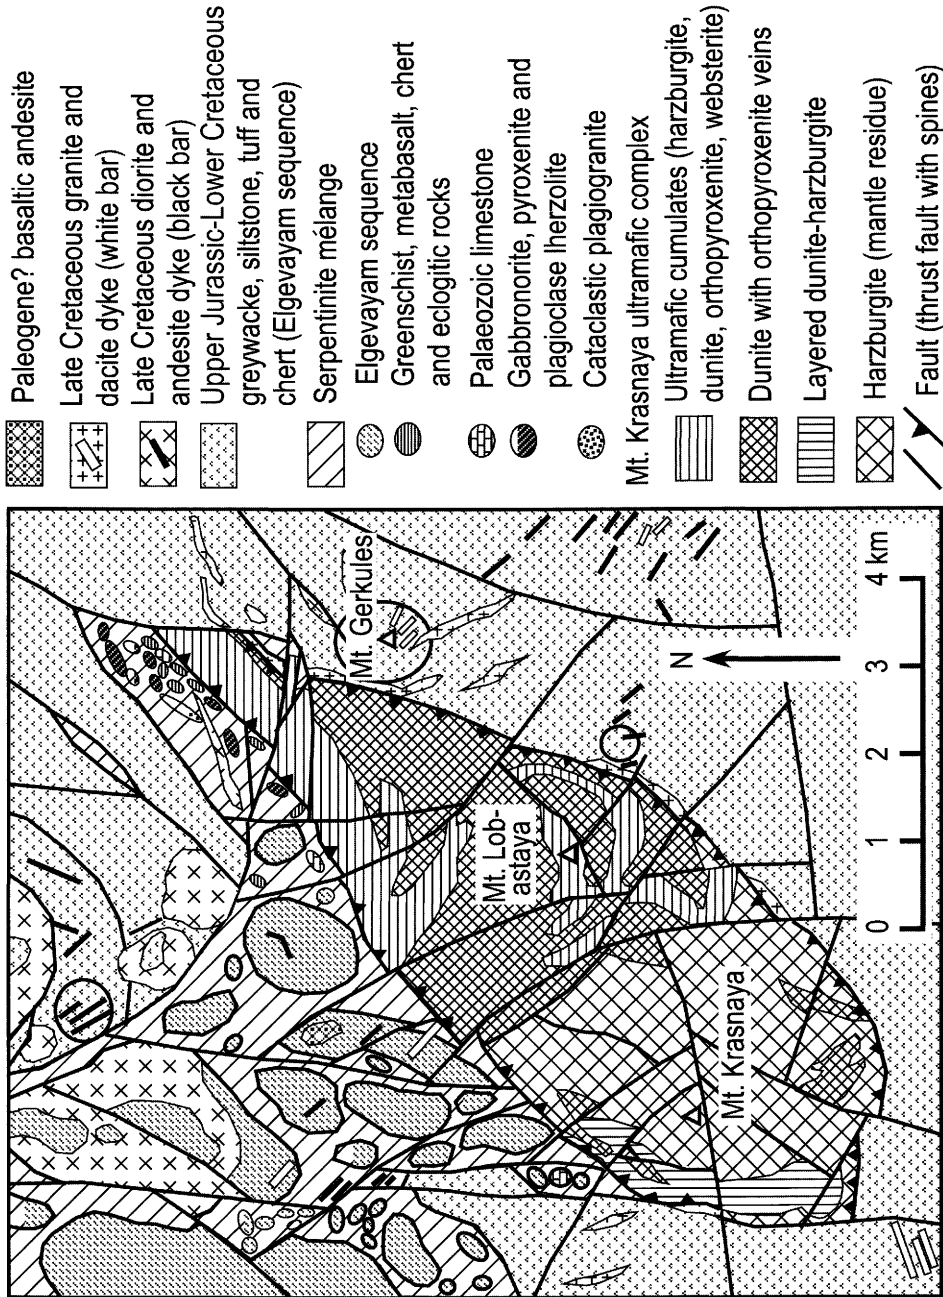 Paleogene? basaltic andesite
Late Cretaceous granite and
dacite dyke (white bar)
Late Cretaceous diorite and
andesite dyke (black bar)
Upper Jurassic-Lower Cretaceous
greywacke, siltstone, tuff and
chert (Elgevayam sequence)
Serpentinite mélange
Elgevayam sequence
Greenschist, metabasalt, chert
and eclogitic rocks
Palaeozoic limestone
Gabbronorite, pyroxenite and
plagioclase lherzolite
Cataclastic plagiogranite
Mt. Krasnaya ultramafic complex
Ultramafic cumulates (harzburgite,
dunite, orthopyroxenite, websterite)
Dunite with orthopyroxenite veins
Layered dunite-harzburgite
Harzburgite (mantle residue)
Fault (thrust fault with spines)
Mt. Gerkules
Mt. Lob-
astaya
Mt. Krasnaya
N
0 1 2 3 4 km